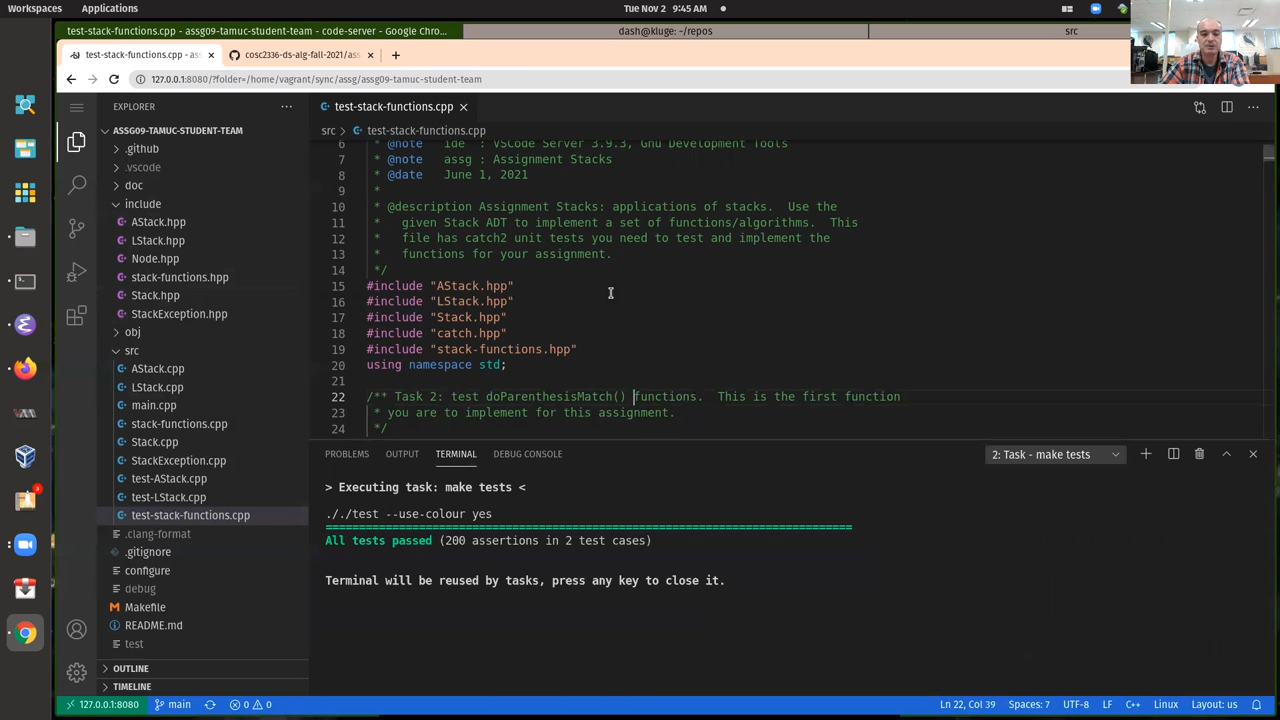 Workspaces Applications Tue Nov 2 9:45 AM
test-stack-functions.cpp - assg09-tamuc-student-team - code-server - Google Chro... dash@kluge: ~/repos src
test-stack-functions.cpp - ass cosc2336-ds-alg-fall-2021/ass
127.0.0.1:8080/?folder=/home/vagrant/sync/assg/assg09-tamuc-student-team
EXPLORER
ASSG09-TAMUC-STUDENT-TEAM
.github
.vscode
doc
include
AStack.hpp
LStack.hpp
Node.hpp
stack-functions.hpp
Stack.hpp
StackException.hpp
obj
src
AStack.cpp
LStack.cpp
main.cpp
stack-functions.cpp
Stack.cpp
StackException.cpp
test-AStack.cpp
test-LStack.cpp
test-stack-functions.cpp
.clang-format
.gitignore
configure
debug
Makefile
README.md
test
OUTLINE
TIMELINE
test-stack-functions.cpp
src > test-stack-functions.cpp
6 * @note ide : VSCode Server 3.9.3, Gnu Development Tools
7 * @note assg : Assignment Stacks
8 * @date June 1, 2021
9 *
10 * @description Assignment Stacks: applications of stacks. Use the
11 * given Stack ADT to implement a set of functions/algorithms. This
12 * file has catch2 unit tests you need to test and implement the
13 * functions for your assignment.
14 */
15 #include "AStack.hpp"
16 #include "LStack.hpp"
17 #include "Stack.hpp"
18 #include "catch.hpp"
19 #include "stack-functions.hpp"
20 using namespace std;
21
22 /** Task 2: test doParenthesisMatch() functions. This is the first function
23 * you are to implement for this assignment.
24 */
PROBLEMS OUTPUT TERMINAL DEBUG CONSOLE 2: Task - make tests
> Executing task: make tests <
././test --use-colour yes
===============================================================================
All tests passed (200 assertions in 2 test cases)
Terminal will be reused by tasks, press any key to close it.
127.0.0.1:8080 main 0 0 Ln 22, Col 39 Spaces: 7 UTF-8 LF C++ Linux Layout: us
3